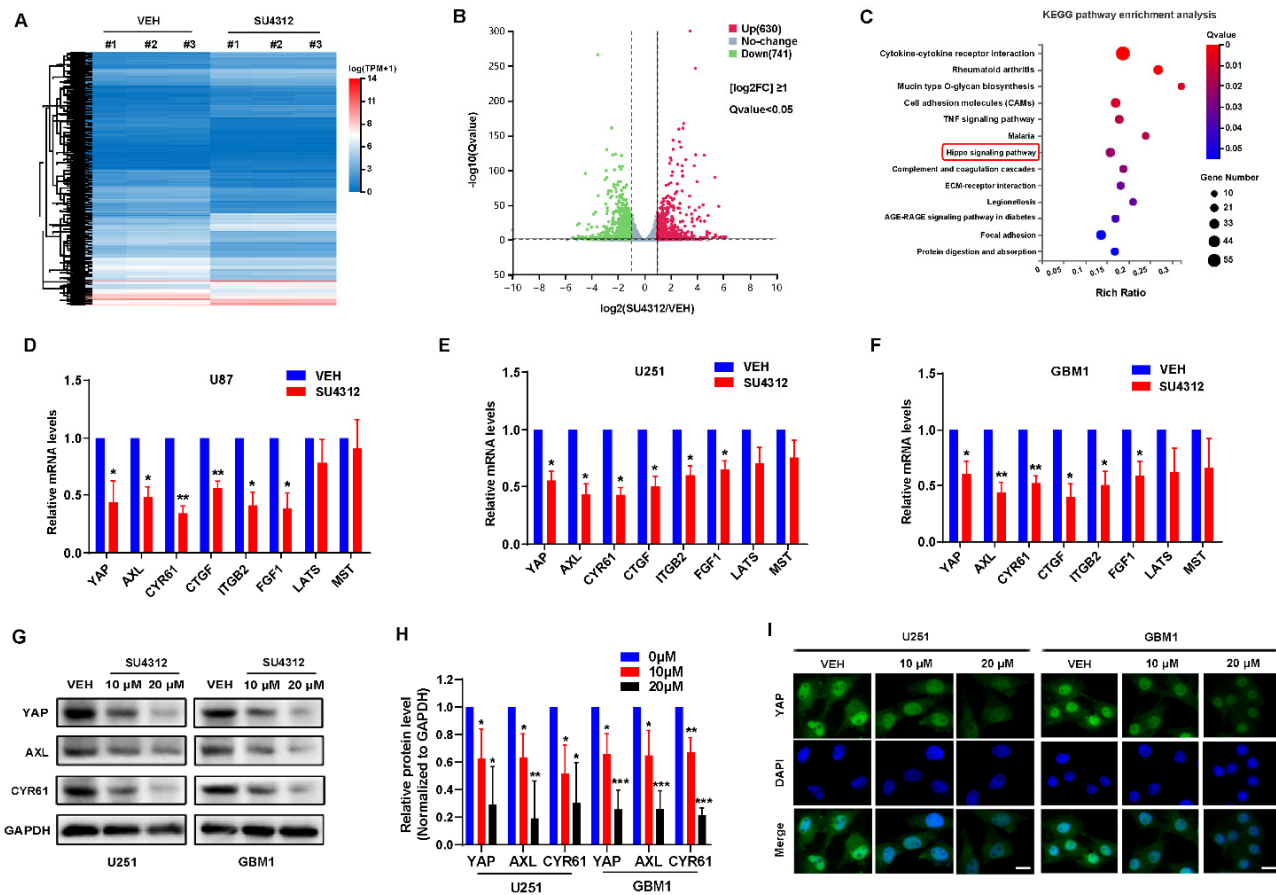 A
VEH SU4312
#1 #2 #3 #1 #2 #3
log(TPM+1)
14
11
8
6
3
0
B
300
250
200
150
100
50
0
50
-log10(Qvalue)
-10 -8 -6 -4 -2 0 2 4 6 8 10
log2(SU4312/VEH)
Up(630)
No-change
Down(741)
[log2FC] ≥1
Qvalue<0.05
C
KEGG pathway enrichment analysis
Cytokine-cytokine receptor interaction
Rheumatoid arthritis
Mucin type O-glycan biosynthesis
Cell adhesion molecules (CAMs)
TNF signaling pathway
Malaria
Hippo signaling pathway
Complement and coagulation cascades
ECM-receptor interaction
Legionellosis
AGE-RAGE signaling pathway in diabetes
Focal adhesion
Protein digestion and absorption
0 0.05 0.1 0.15 0.2 0.25 0.3
Rich Ratio
Qvalue
0
0.01
0.02
0.03
0.04
0.05
Gene Number
10
21
33
44
55
D
U87
VEH
SU4312
Relative mRNA levels
1.5
1.0
0.5
0.0
* * ** ** * *
YAP AXL CYR61 CTGF ITGB2 FGF1 LATS MST
E
U251
VEH
SU4312
Relative mRNA levels
1.5
1.0
0.5
0.0
* * * * * *
YAP AXL CYR61 CTGF ITGB2 FGF1 LATS MST
F
GBM1
VEH
SU4312
Relative mRNA levels
1.5
1.0
0.5
0.0
* ** ** * * *
YAP AXL CYR61 CTGF ITGB2 FGF1 LATS MST
G
SU4312 SU4312
VEH 10 µM 20 µM VEH 10 µM 20 µM
YAP
AXL
CYR61
GAPDH
U251 GBM1
H
0µM
10µM
20µM
Relative protein level
(Normalized to GAPDH)
1.0
0.8
0.6
0.4
0.2
0.0
* * * ** * * * *** * *** ** ***
YAP AXL CYR61 YAP AXL CYR61
U251 GBM1
I
U251 GBM1
VEH 10 µM 20 µM VEH 10 µM 20 µM
YAP
DAPI
Merge